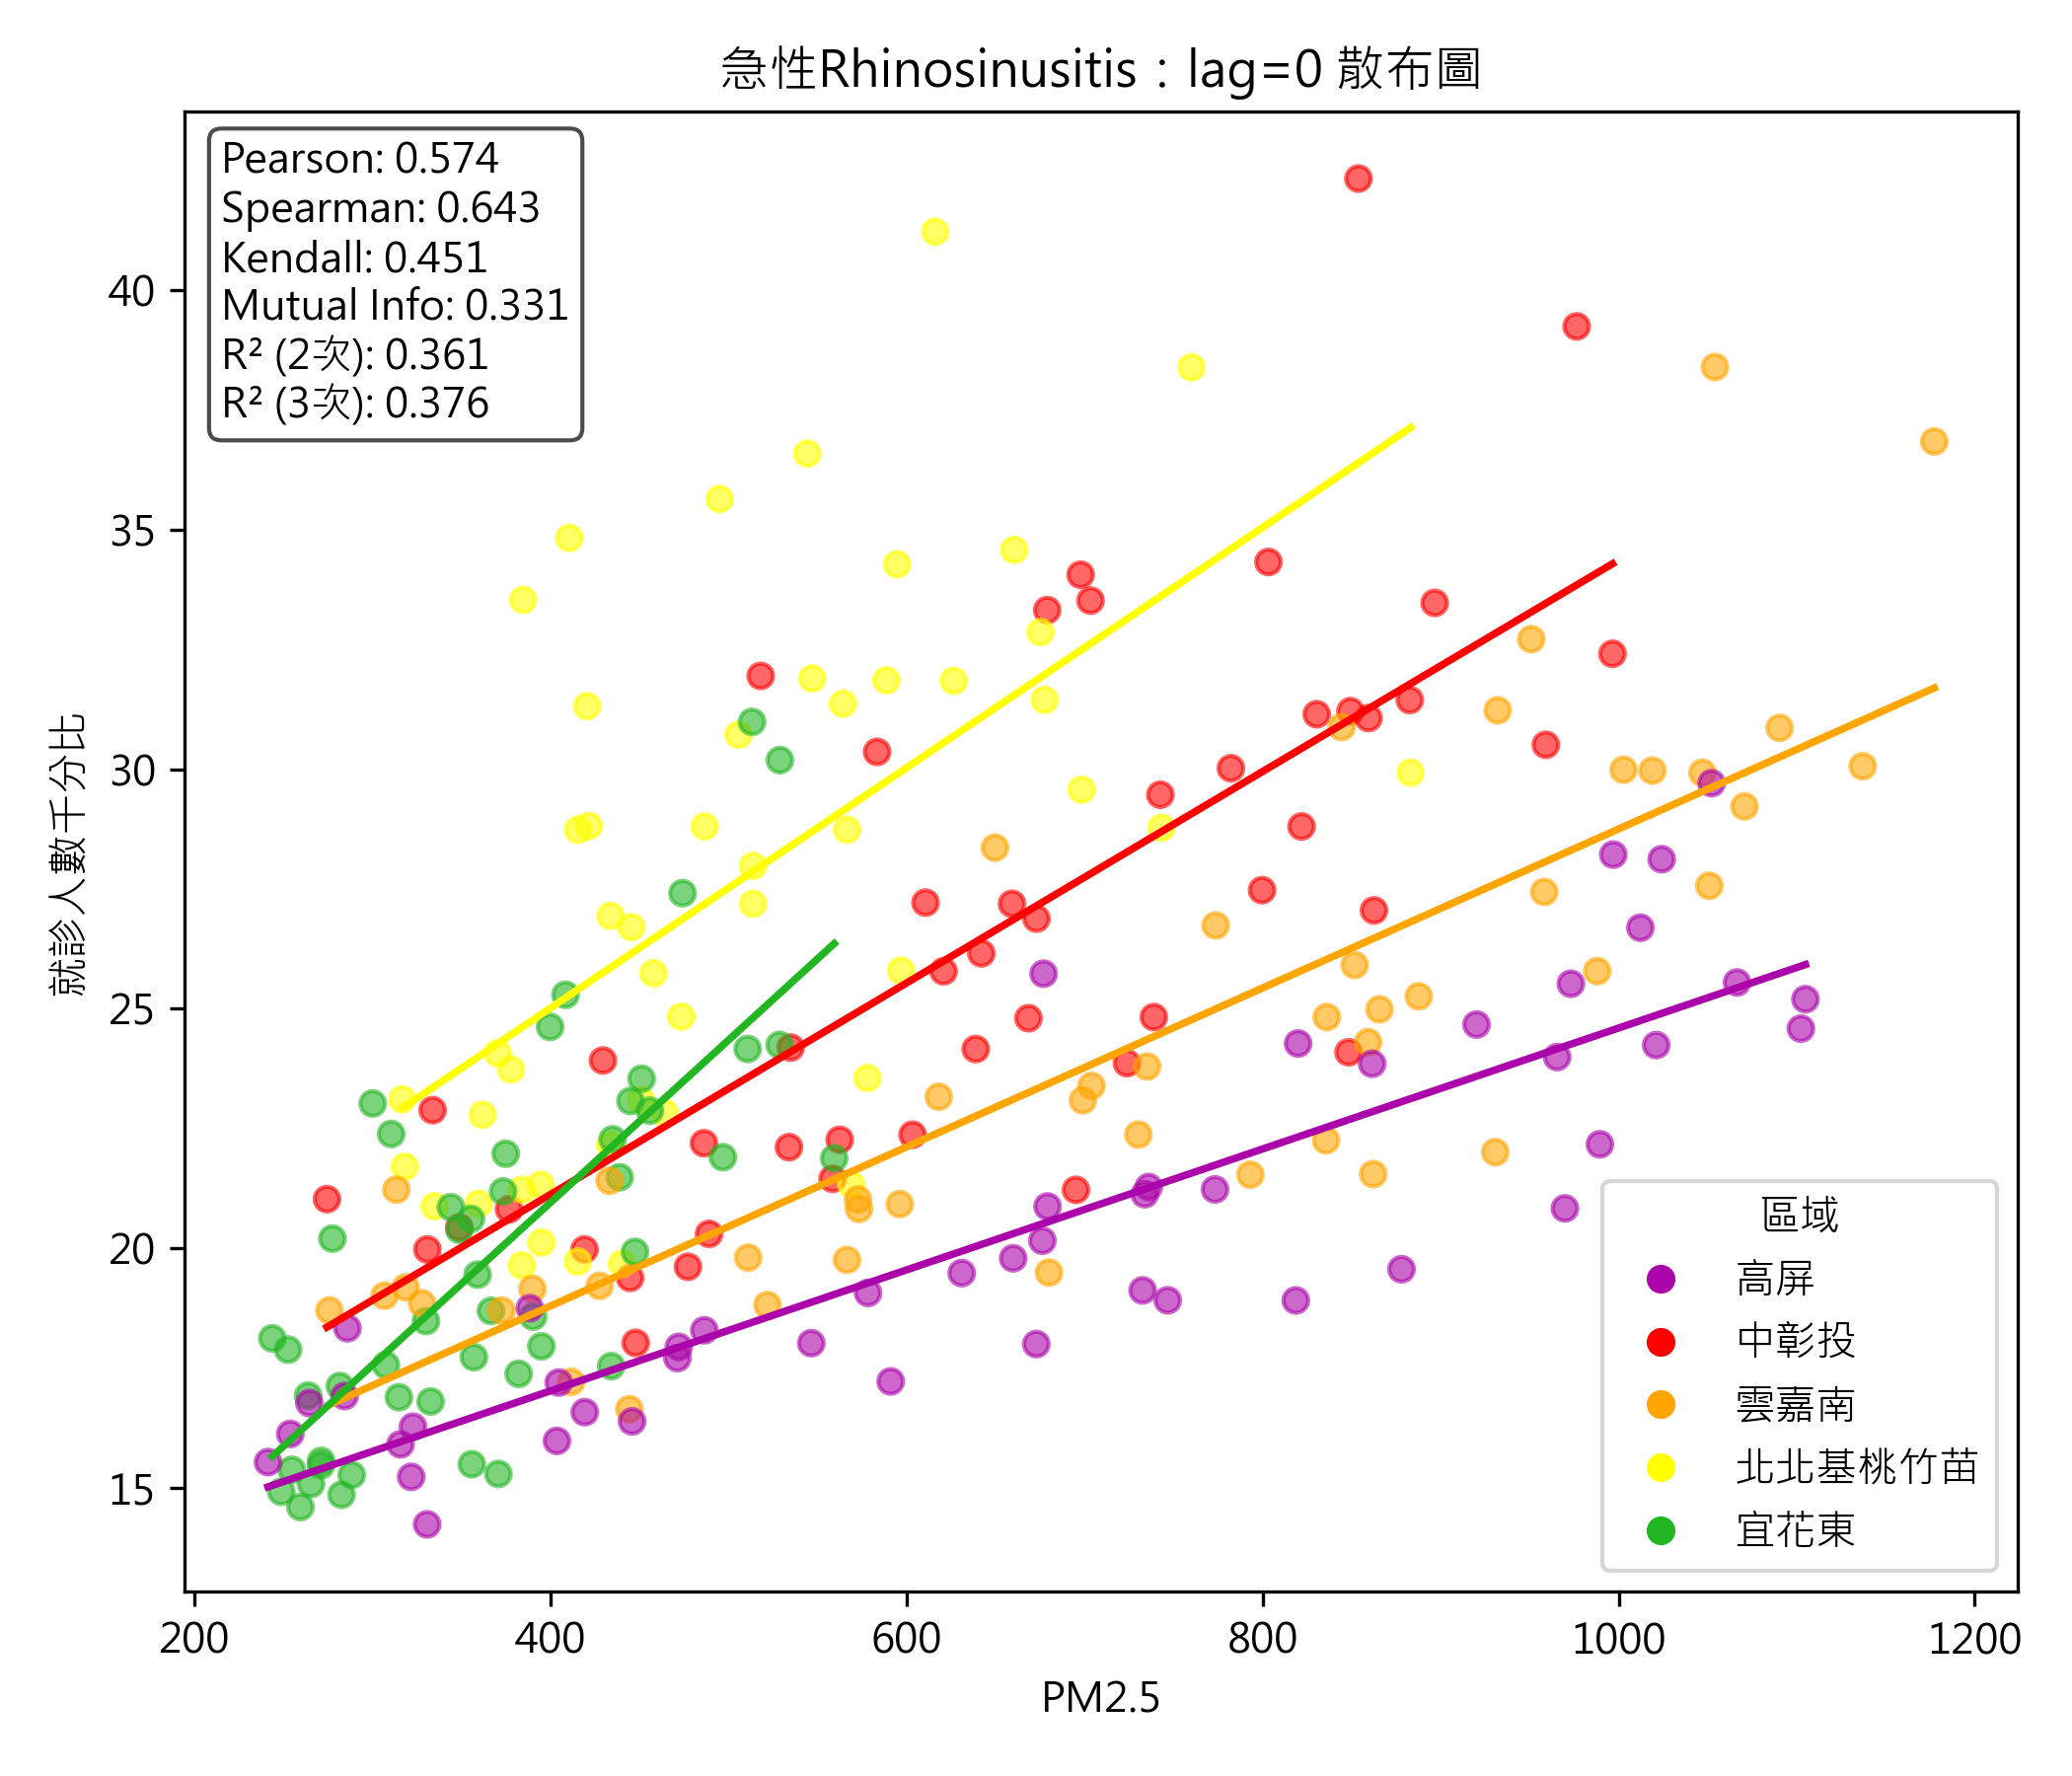 急性Rhinosinusitis：lag=0 散布圖
Pearson: 0.574
Spearman: 0.643
Kendall: 0.451
Mutual Info: 0.331
R² (2次): 0.361
R² (3次): 0.376
就診人數千分比
40
35
30
25
20
15
區域
高屏
中彰投
雲嘉南
北北基桃竹苗
宜花東
200 400 600 800 1000 1200
PM2.5